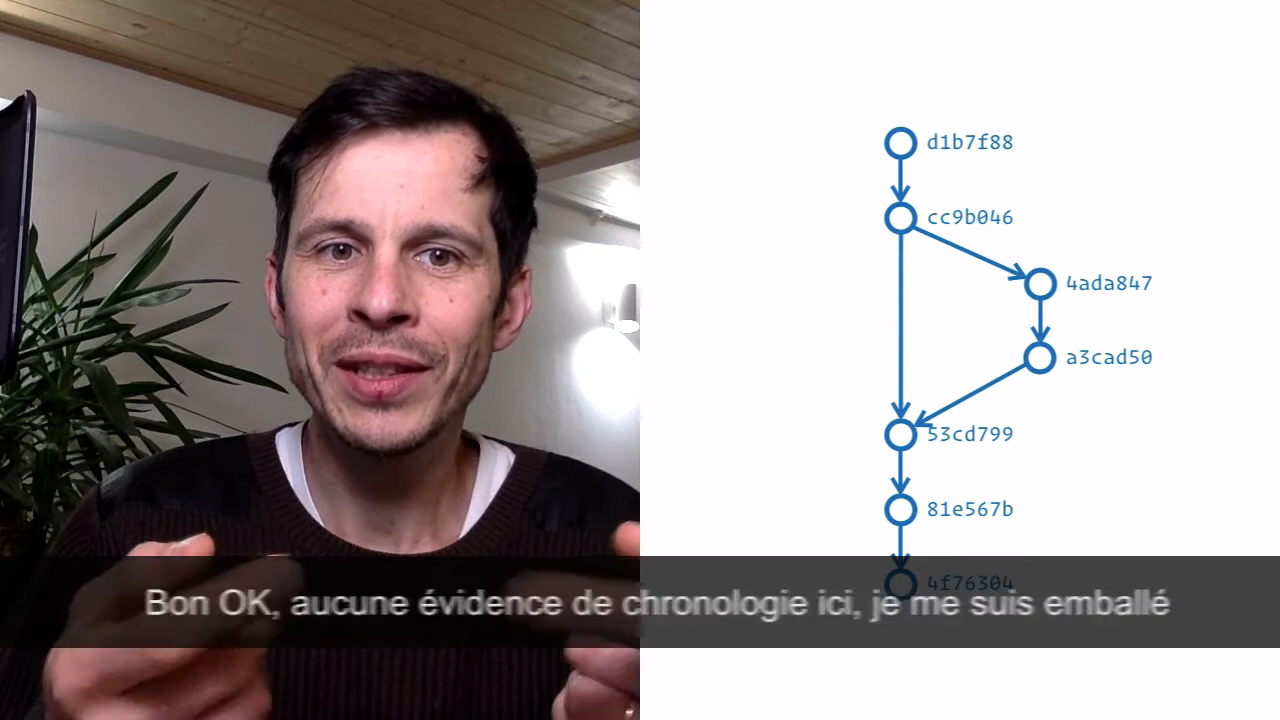 d1b7f88
cc9b046
4ada847
a3cad50
53cd799
81e567b
4f76304
Bon OK, aucune évidence de chronologie ici, je me suis emballé